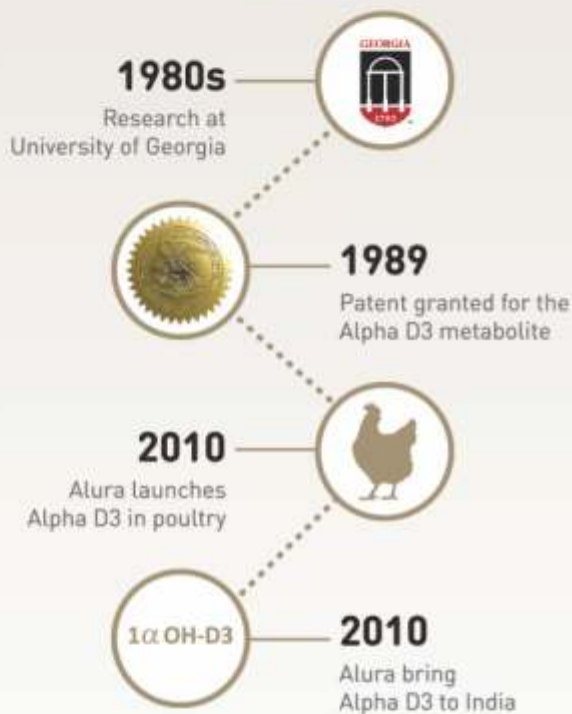 GEORGIA
1785
1980s
Research at
University of Georgia
1989
Patent granted for the
Alpha D3 metabolite
2010
Alura launches
Alpha D3 in poultry
1α OH-D3
2010
Alura bring
Alpha D3 to India